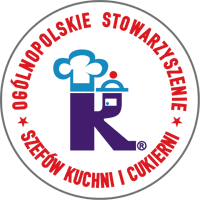 OGÓLNOPOLSKIE STOWARZYSZENIE
K®
★ SZEFÓW KUCHNI I CUKIERNI ★